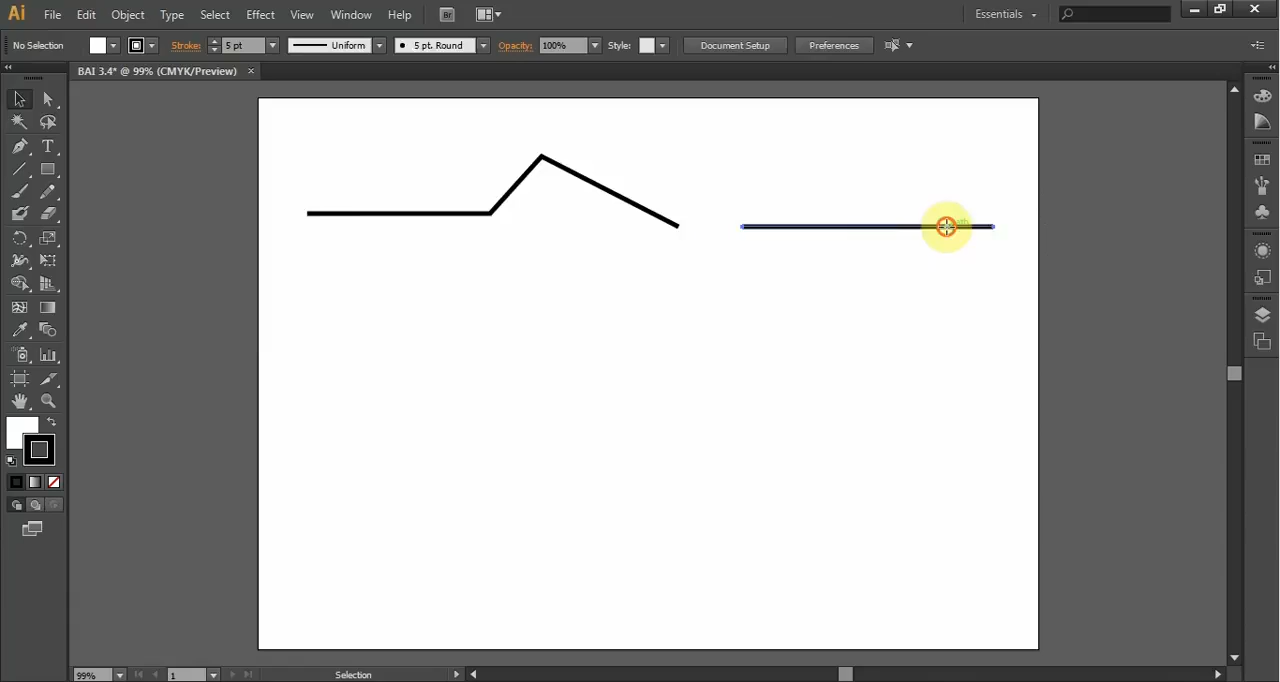 Ai File Edit Object Type Select Effect View Window Help Br Essentials
No Selection Stroke: 5 pt Uniform 5 pt. Round Opacity: 100% Style: Document Setup Preferences
BAI 3.4* @ 99% (CMYK/Preview) ×
T
99% 1 Selection